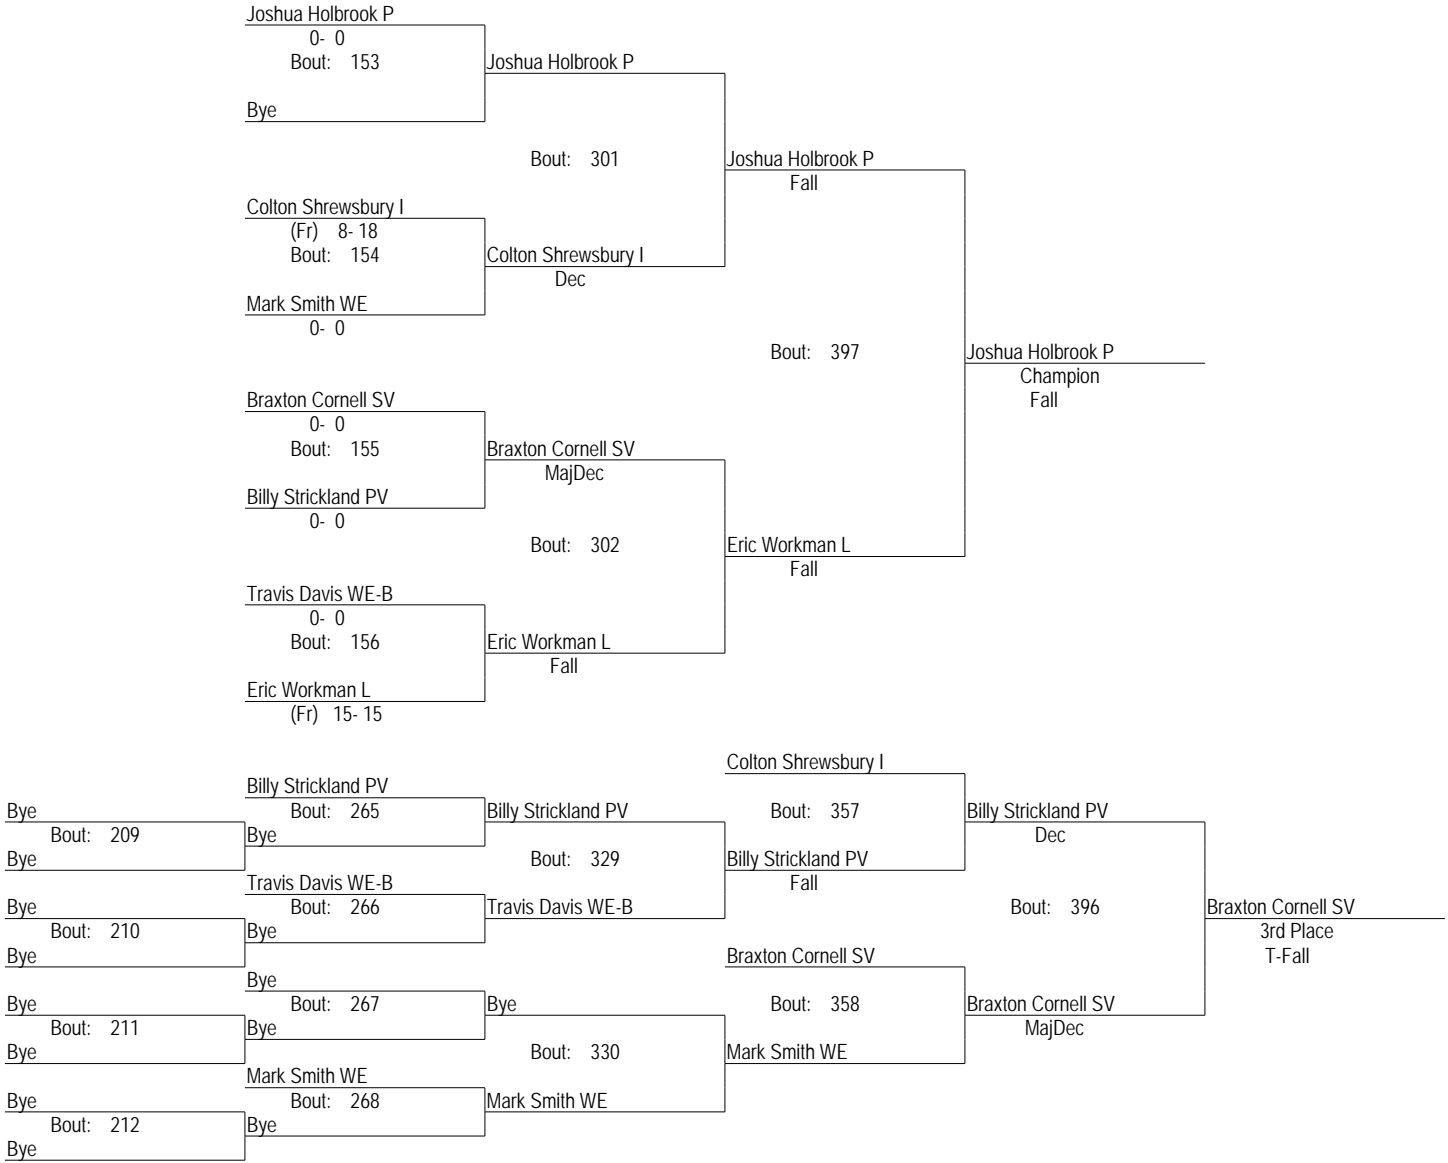 Joshua Holbrook P
0- 0
Bout: 153
Joshua Holbrook P
Bye
Bout: 301
Joshua Holbrook P
Fall
Colton Shrewsbury I
(Fr) 8- 18
Bout: 154
Colton Shrewsbury I
Dec
Mark Smith WE
0- 0
Bout: 397
Joshua Holbrook P
Champion
Fall
Braxton Cornell SV
0- 0
Bout: 155
Braxton Cornell SV
MajDec
Billy Strickland PV
0- 0
Bout: 302
Eric Workman L
Fall
Travis Davis WE-B
0- 0
Bout: 156
Eric Workman L
Fall
Eric Workman L
(Fr) 15- 15
Colton Shrewsbury I
Billy Strickland PV
Bye
Bout: 265
Billy Strickland PV
Bout: 357
Billy Strickland PV
Bout: 209
Bye
Dec
Bye
Bout: 329
Billy Strickland PV
Travis Davis WE-B
Fall
Bye
Bout: 266
Travis Davis WE-B
Bout: 396
Braxton Cornell SV
Bout: 210
Bye
3rd Place
Bye
Braxton Cornell SV
T-Fall
Bye
Bye
Bout: 267
Bye
Bout: 358
Braxton Cornell SV
Bout: 211
Bye
MajDec
Bye
Bout: 330
Mark Smith WE
Mark Smith WE
Bye
Bout: 268
Mark Smith WE
Bout: 212
Bye
Bye